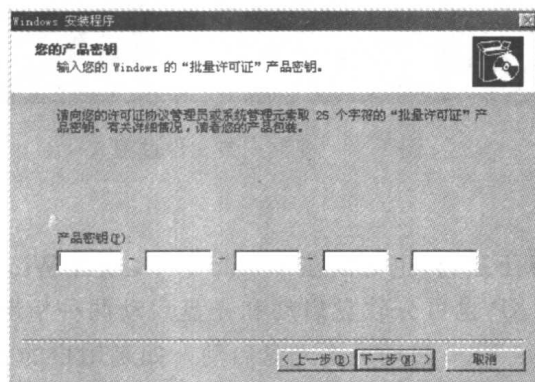 Windows 安装程序
您的产品密钥
输入您的 Windows 的“批量许可证”产品密钥。
请向您的许可证协议管理员或系统管理元索取 25 个字符的“批量许可证”产
品密钥。有关详细情况，请看您的产品包装。
产品密钥(P):
- - - -
< 上一步(B) 下一步(N) > 取消